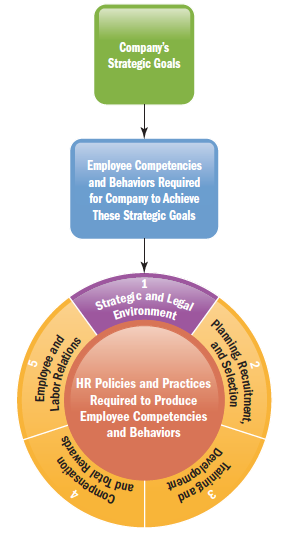 Company's
Strategic Goals
Employee Competencies
and Behaviors Required
for Company to Achieve
These Strategic Goals
1
Strategic and Legal
Environment
2
Planning, Recruitment,
and Selection
3
Training and
Development
4
Compensation
and Total Rewards
5
Employee and
Labor Relations
HR Policies and Practices
Required to Produce
Employee Competencies
and Behaviors